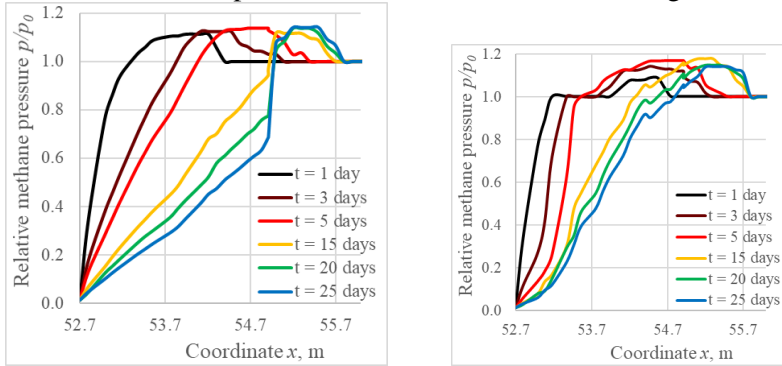 Relative methane pressure p/p0
1.2
1.0
0.8
0.6
0.4
0.2
0.0
t = 1 day
t = 3 days
t = 5 days
t = 15 days
t = 20 days
t = 25 days
52.7 53.7 54.7 55.7
Coordinate x, m
Relative methane pressure p/p0
1.2
1.0
0.8
0.6
0.4
0.2
0.0
t = 1 day
t = 3 days
t = 5 days
t = 15 days
t = 20 days
t = 25 days
52.7 53.7 54.7 55.7
Coordinate x, m